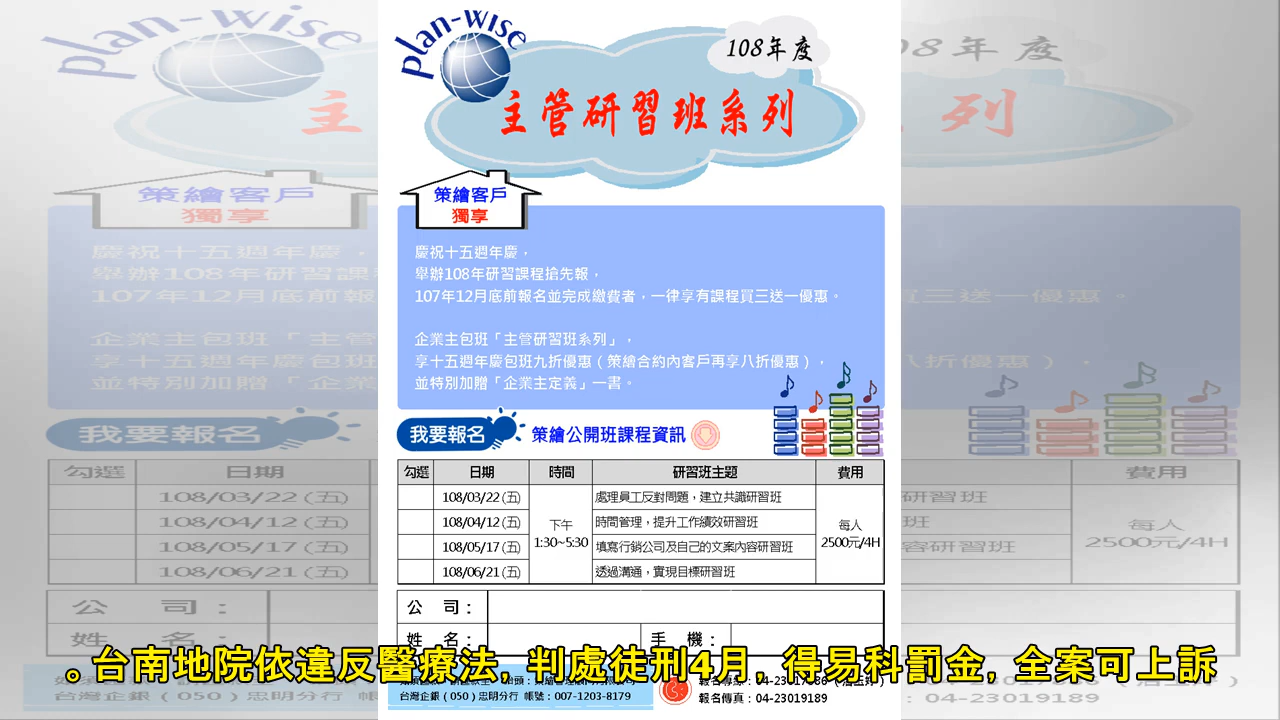 plan-wise
108年度
主管研習班系列
策繪客戶
獨享
慶祝十五週年慶，
舉辦108年研習課程搶先報，
107年12月底前報名並完成繳費者，一律享有課程買三送一優惠。
企業主包班「主管研習班系列」，
享十五週年慶包班九折優惠（策繪合約內客戶再享八折優惠），
並特別加贈「企業主定義」一書。
我要報名 策繪公開班課程資訊
勾選 日期 時間 研習班主題 費用
108/03/22 (五) 處理員工反對問題，建立共識研習班
108/04/12 (五) 時間管理，提升工作績效研習班
下午 每人
1:30~5:30 2500元/4H
108/05/17 (五) 填寫行銷公司及自己的文案內容研習班
108/06/21 (五) 透過溝通，實現目標研習班
公 司：
姓 名： 手 機：
。台南地院依違反醫療法，判處徒刑4月，得易科罰金，全案可上訴
台灣企銀（050）忠明分行 帳號：007-1203-8179
報名傳真：04-23019189